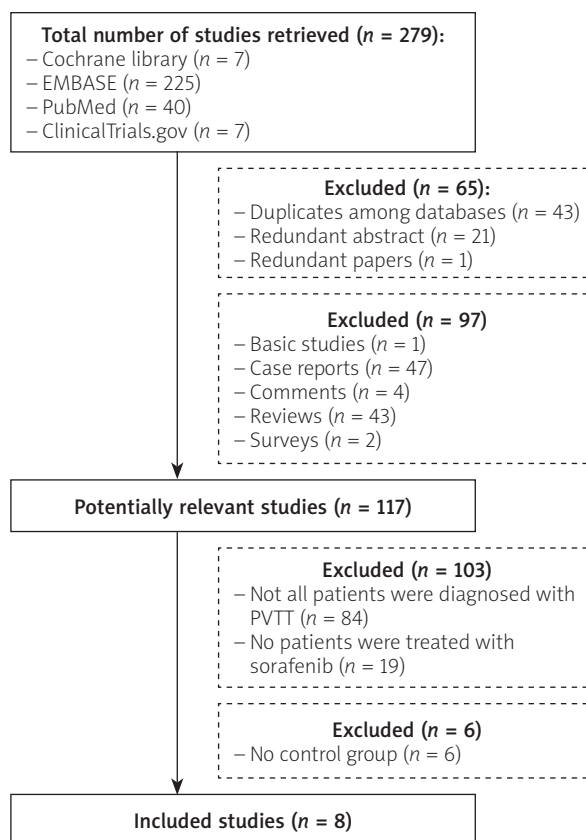 Total number of studies retrieved (n = 279):
– Cochrane library (n = 7)
– EMBASE (n = 225)
– PubMed (n = 40)
– ClinicalTrials.gov (n = 7)
Excluded (n = 65):
– Duplicates among databases (n = 43)
– Redundant abstract (n = 21)
– Redundant papers (n = 1)
Excluded (n = 97)
– Basic studies (n = 1)
– Case reports (n = 47)
– Comments (n = 4)
– Reviews (n = 43)
– Surveys (n = 2)
Potentially relevant studies (n = 117)
Excluded (n = 103)
– Not all patients were diagnosed with
PVTT (n = 84)
– No patients were treated with
sorafenib (n = 19)
Excluded (n = 6)
– No control group (n = 6)
Included studies (n = 8)